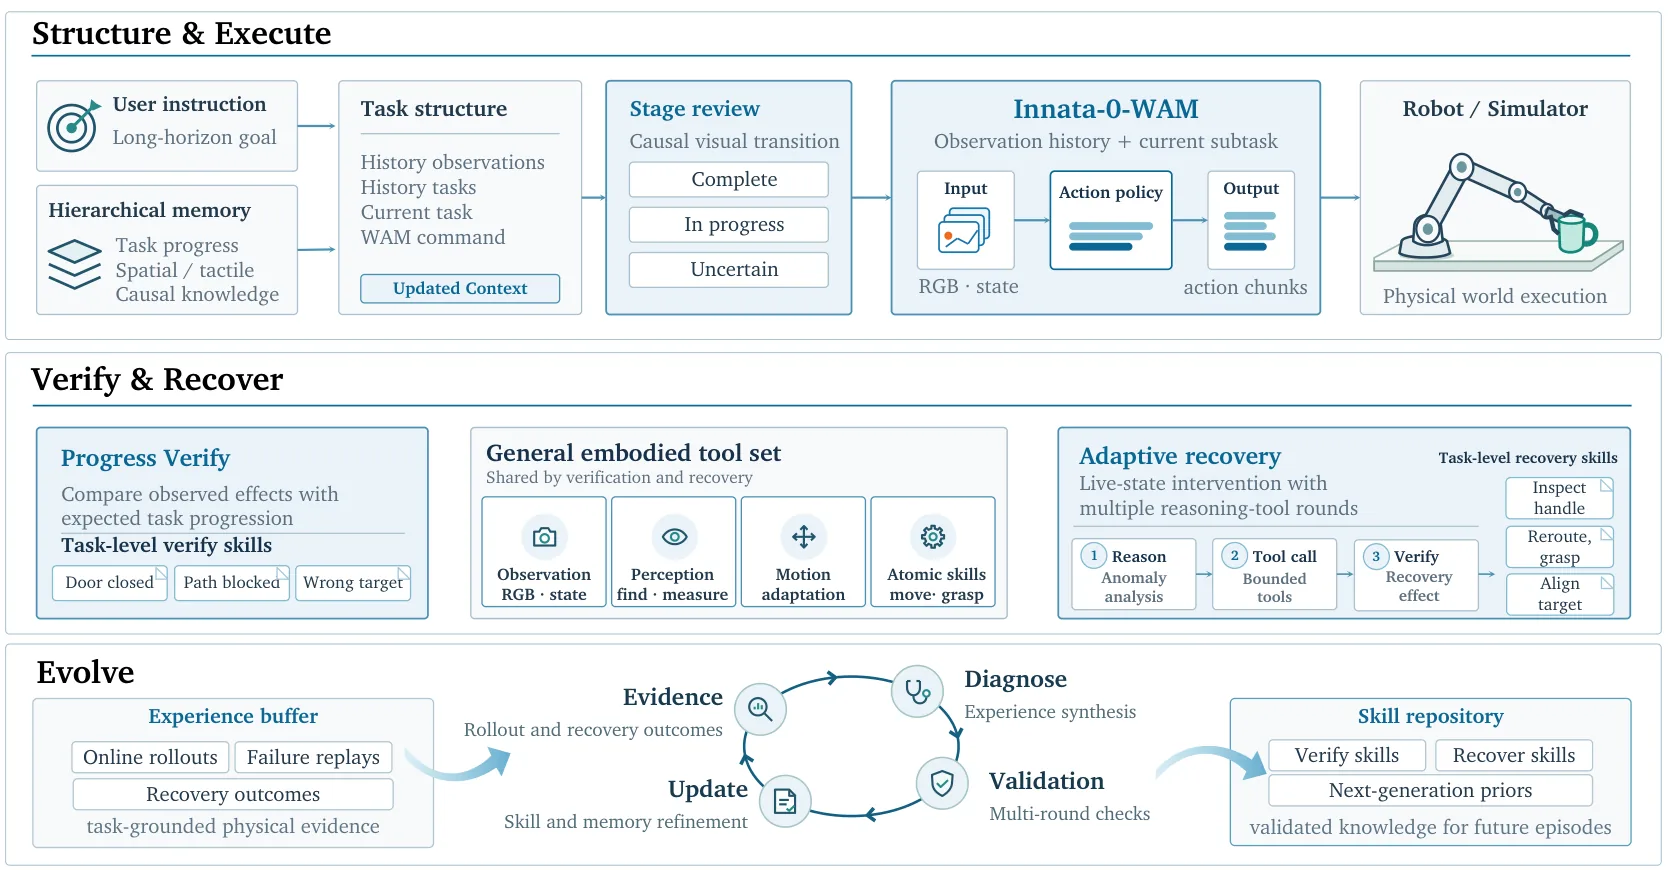 Structure & Execute
User instruction
Long-horizon goal
Hierarchical memory
Task progress
Spatial / tactile
Causal knowledge
Task structure
History observations
History tasks
Current task
WAM command
Updated Context
Stage review
Causal visual transition
Complete
In progress
Uncertain
Innata-0-WAM
Observation history + current subtask
Input
RGB · state
Action policy
Output
action chunks
Robot / Simulator
Physical world execution
Verify & Recover
Progress Verify
Compare observed effects with
expected task progression
Task-level verify skills
Door closed
Path blocked
Wrong target
General embodied tool set
Shared by verification and recovery
Observation
RGB · state
Perception
find · measure
Motion
adaptation
Atomic skills
move· grasp
Adaptive recovery
Live-state intervention with
multiple reasoning-tool rounds
1 Reason
Anomaly
analysis
2 Tool call
Bounded
tools
3 Verify
Recovery
effect
Task-level recovery skills
Inspect
handle
Reroute,
grasp
Align
target
Evolve
Experience buffer
Online rollouts
Failure replays
Recovery outcomes
task-grounded physical evidence
Evidence
Rollout and recovery outcomes
Diagnose
Experience synthesis
Update
Skill and memory refinement
Validation
Multi-round checks
Skill repository
Verify skills
Recover skills
Next-generation priors
validated knowledge for future episodes